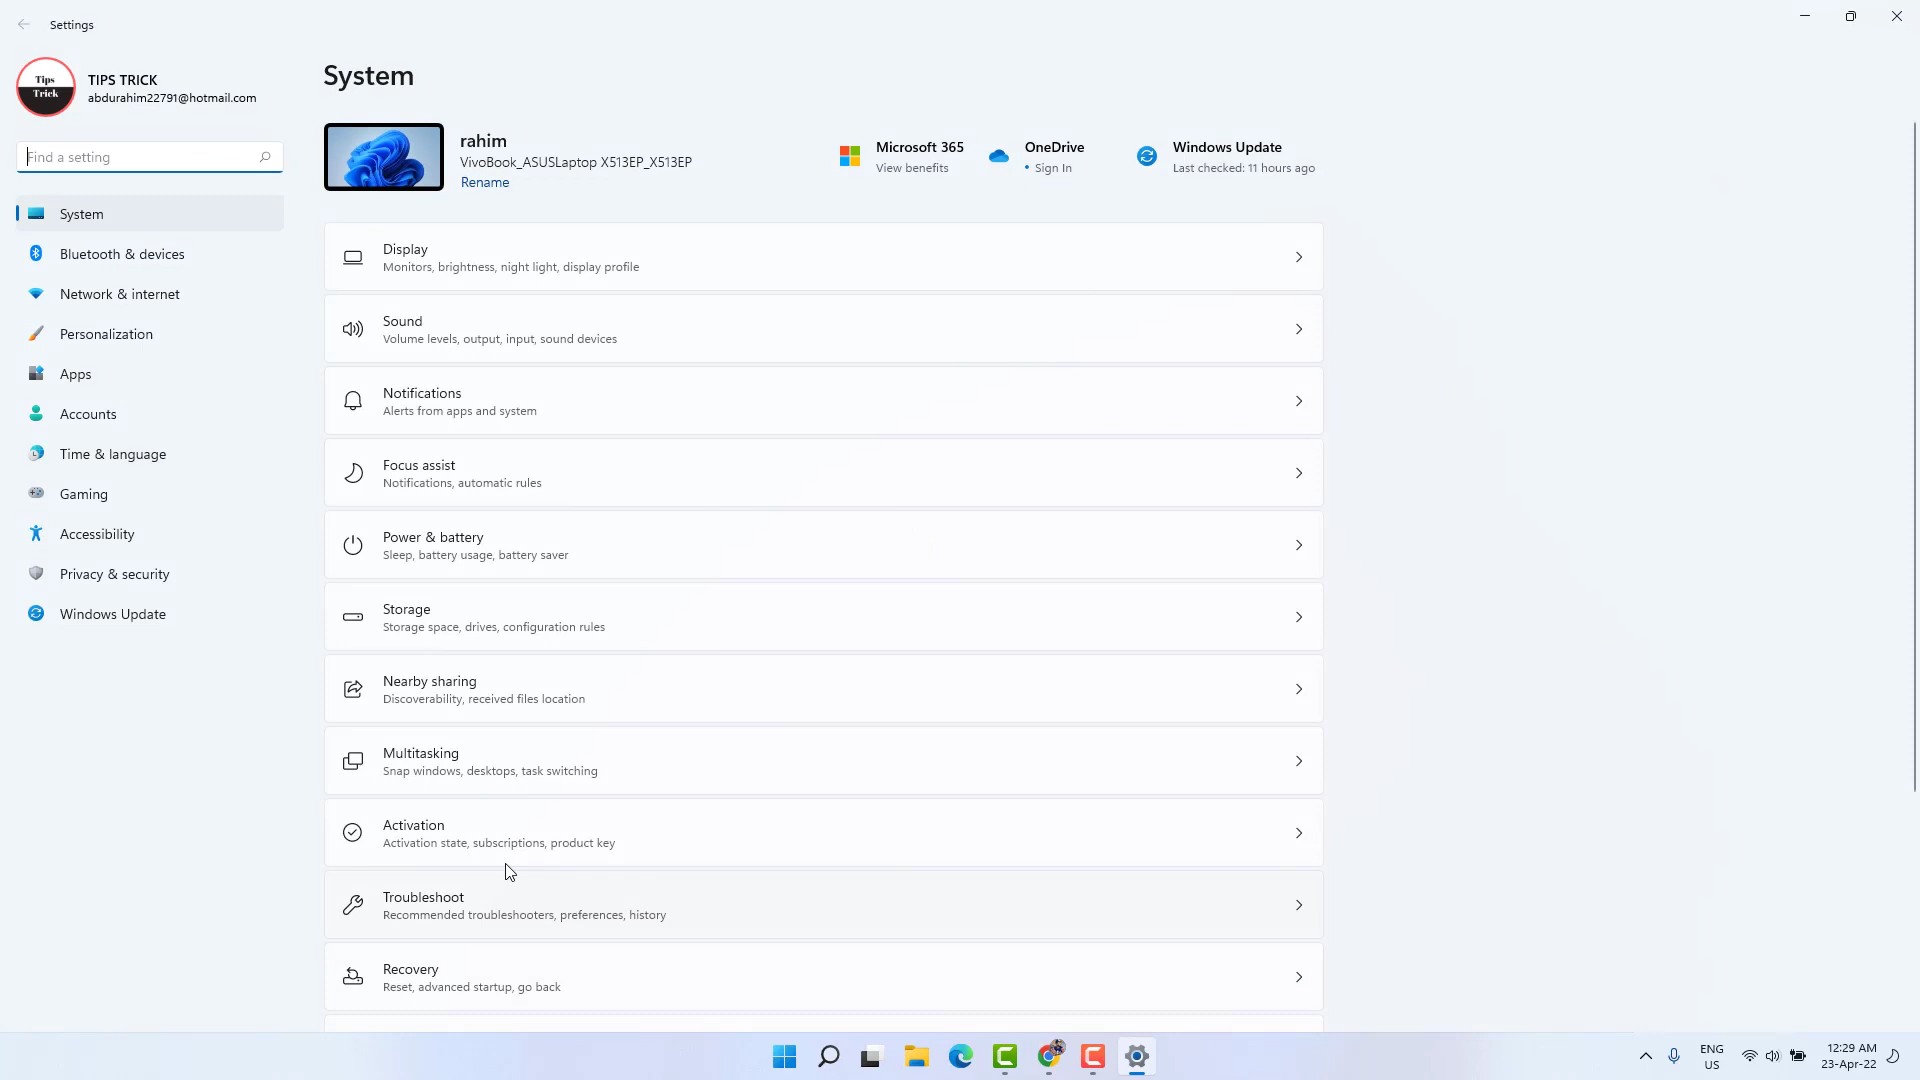 Settings
Tips
Trick
TIPS TRICK
abdurahim22791@hotmail.com
Find a setting
System
Bluetooth & devices
Network & internet
Personalization
Apps
Accounts
Time & language
Gaming
Accessibility
Privacy & security
Windows Update
System
rahim
VivoBook_ASUSLaptop X513EP_X513EP
Rename
Microsoft 365
View benefits
OneDrive
• Sign In
Windows Update
Last checked: 11 hours ago
Display
Monitors, brightness, night light, display profile
Sound
Volume levels, output, input, sound devices
Notifications
Alerts from apps and system
Focus assist
Notifications, automatic rules
Power & battery
Sleep, battery usage, battery saver
Storage
Storage space, drives, configuration rules
Nearby sharing
Discoverability, received files location
Multitasking
Snap windows, desktops, task switching
Activation
Activation state, subscriptions, product key
Troubleshoot
Recommended troubleshooters, preferences, history
Recovery
Reset, advanced startup, go back
ENG
US
12:29 AM
23-Apr-22